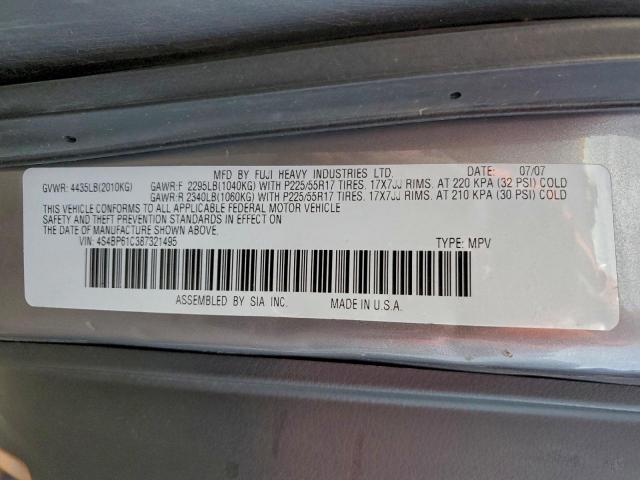 MFD BY FUJI HEAVY INDUSTRIES LTD. DATE: 07/07
GVWR: 4435LB(2010KG) GAWR:F 2295LB(1040KG) WITH P225/55R17 TIRES. 17X7JJ RIMS. AT 220 KPA (32 PSI) COLD
GAWR:R 2340LB(1060KG) WITH P225/55R17 TIRES. 17X7JJ RIMS. AT 210 KPA (30 PSI) COLD
THIS VEHICLE CONFORMS TO ALL APPLICABLE FEDERAL MOTOR VEHICLE
SAFETY AND THEFT PREVENTION STANDARDS IN EFFECT ON
THE DATE OF MANUFACTURE SHOWN ABOVE.
VIN: 4S4BP61C387321495 TYPE: MPV
ASSEMBLED BY SIA INC. MADE IN U.S.A.